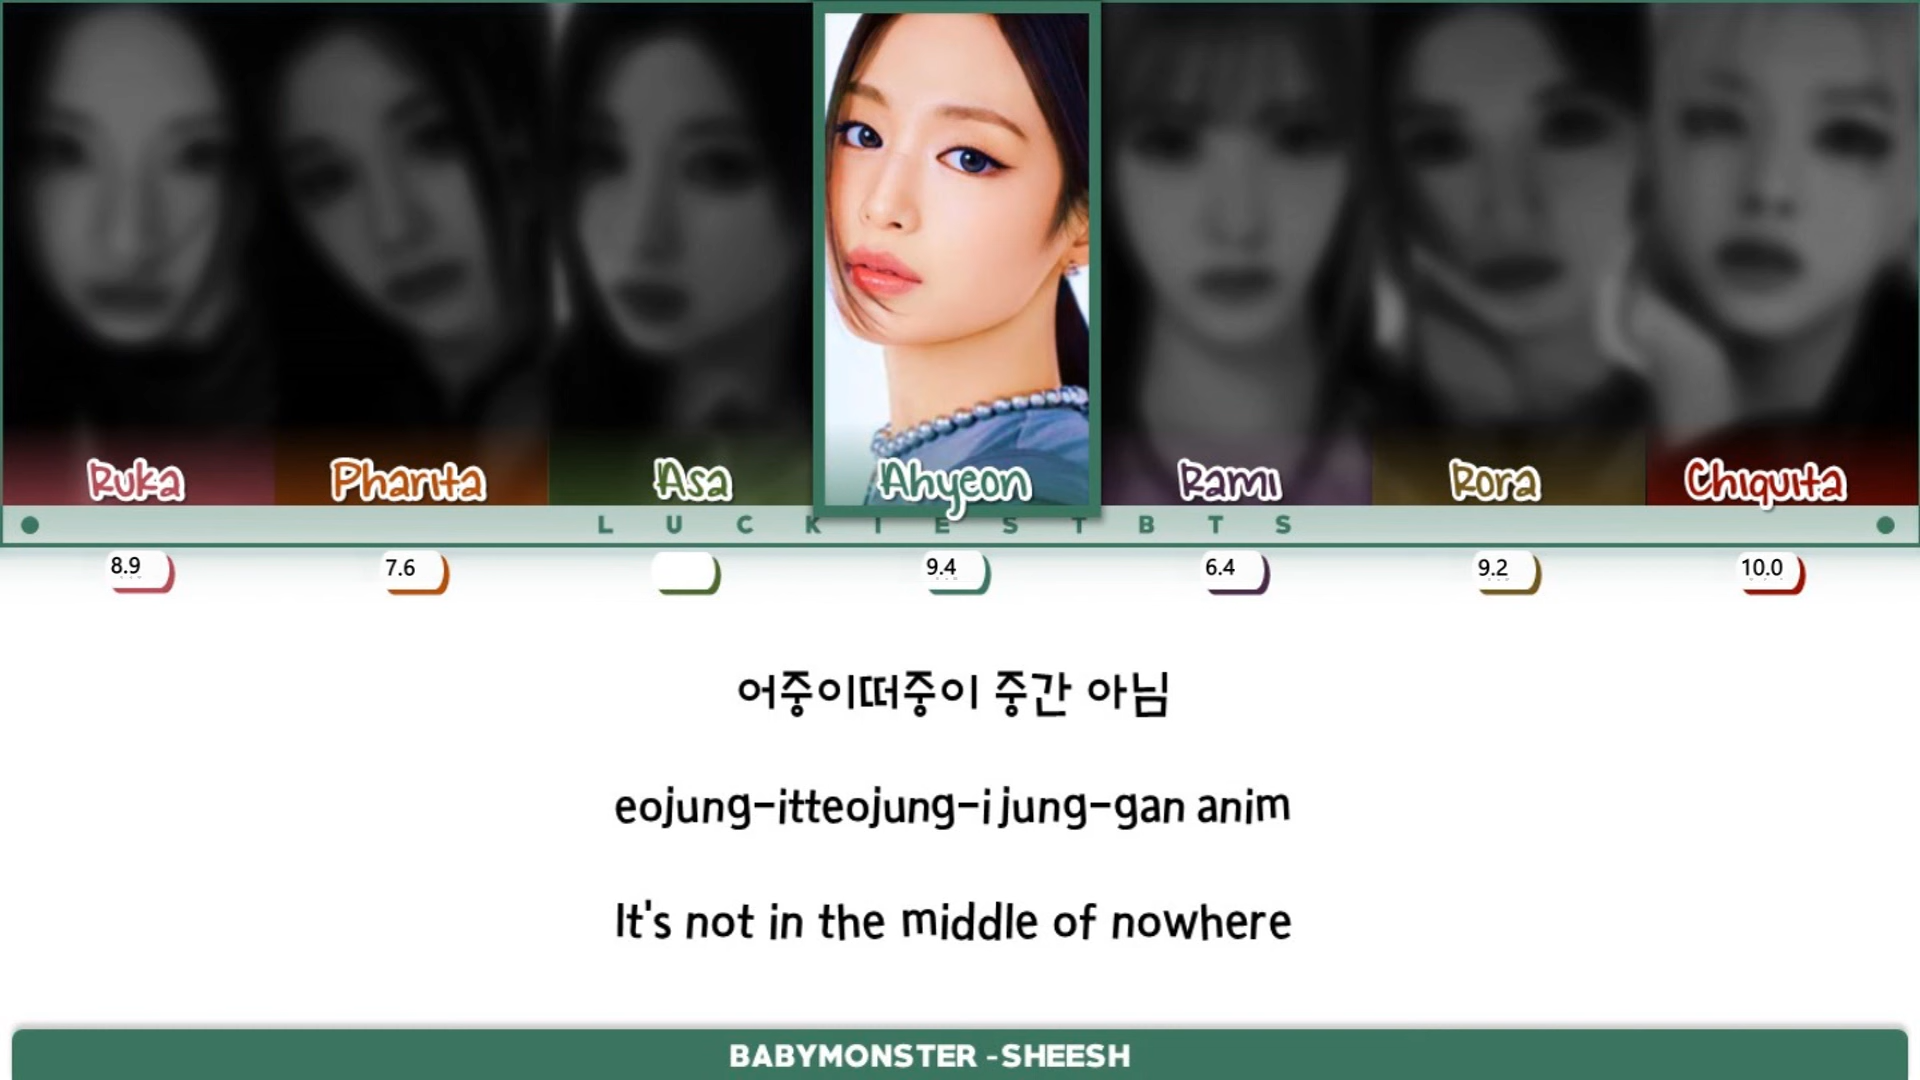 Ruka Pharita Asa Ahyeon Rami Rora Chiquita
LUCKIESTBTS
8.9 7.6 9.4 6.4 9.2 10.0
어중이떠중이 중간 아님
eojung-itteojung-i jung-gan anim
It's not in the middle of nowhere
BABYMONSTER -SHEESH